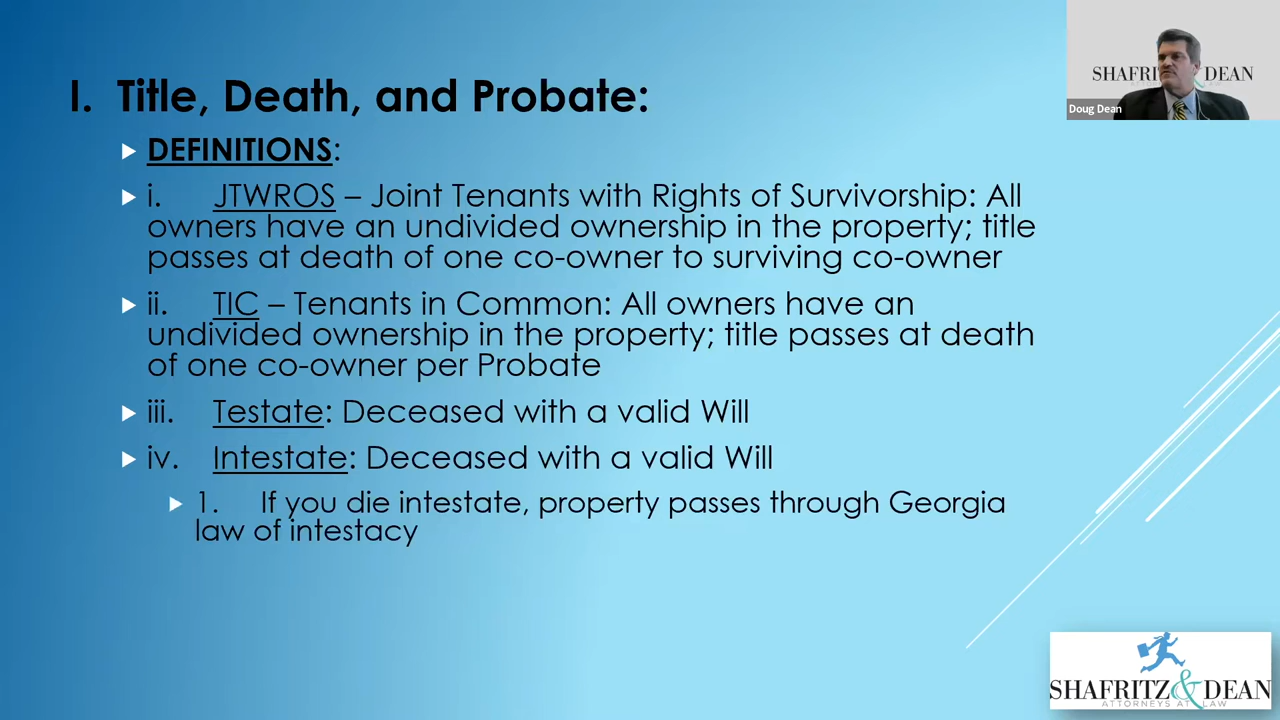 I. Title, Death, and Probate:
DEFINITIONS:
i. JTWROS – Joint Tenants with Rights of Survivorship: All
owners have an undivided ownership in the property; title
passes at death of one co-owner to surviving co-owner
ii. TIC – Tenants in Common: All owners have an
undivided ownership in the property; title passes at death
of one co-owner per Probate
iii. Testate: Deceased with a valid Will
iv. Intestate: Deceased with a valid Will
1. If you die intestate, property passes through Georgia
law of intestacy
SHAFRITZ DEAN
Doug Dean
SHAFRITZ & DEAN
ATTORNEYS AT LAW